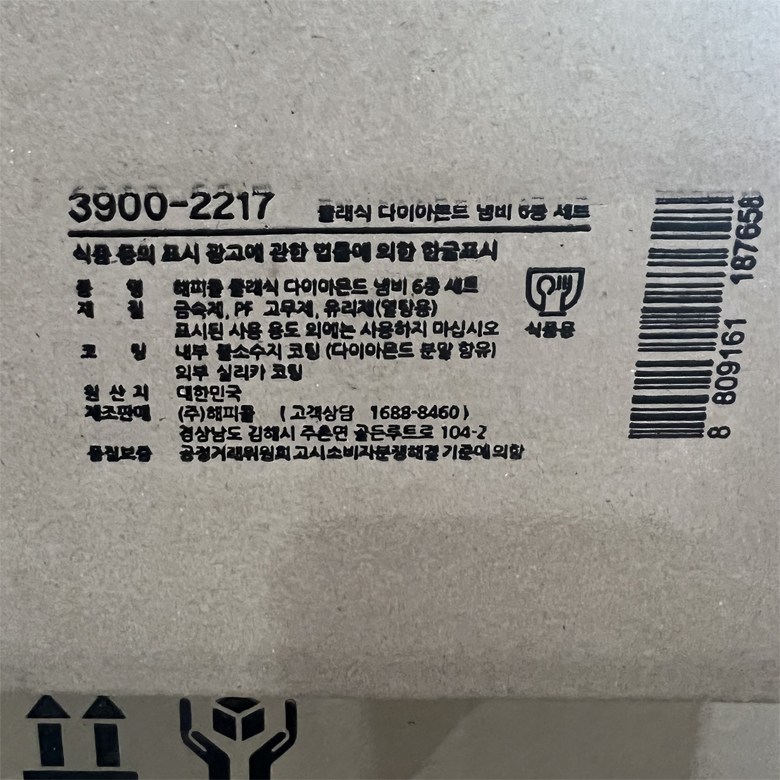 3900-2217 클래식 다이아몬드 냄비 6종 세트
식품 등의 표시 광고에 관한 법률에 의한 한글표시
품 명 해피콜 클래식 다이아몬드 냄비 6종 세트
재 질 금속제, PF 고무제, 유리제(열탕용)
표시된 사용 용도 외에는 사용하지 마십시오
식품용
코 팅 내부 불소수지 코팅 (다이아몬드 분말 함유)
외부 실리카 코팅
원 산 지 대한민국
제조판매 (주)해피콜 (고객상담 1688-8460)
경상남도 김해시 주촌면 골든루트로 104-2
품질보증 공정거래위원회 고시 소비자분쟁해결 기준에 의함
8 809161 187658